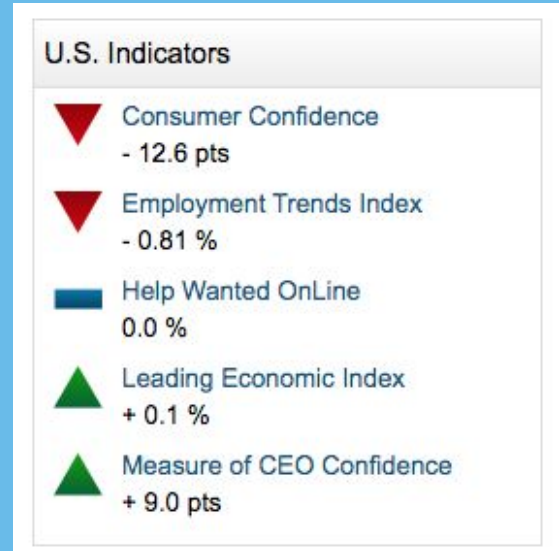 U.S. Indicators
Consumer Confidence
- 12.6 pts
Employment Trends Index
- 0.81 %
Help Wanted OnLine
0.0 %
Leading Economic Index
+ 0.1 %
Measure of CEO Confidence
+ 9.0 pts